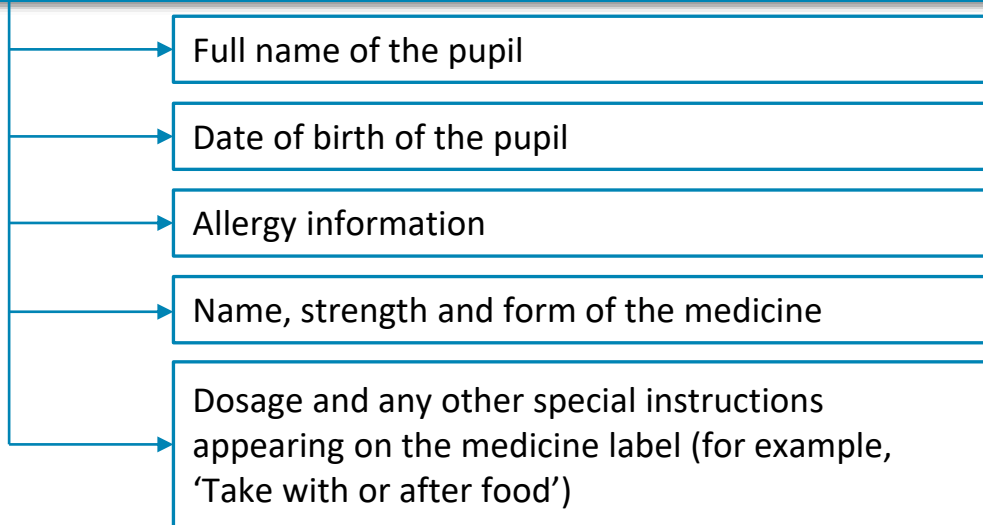 Full name of the pupil
Date of birth of the pupil
Allergy information
Name, strength and form of the medicine
Dosage and any other special instructions
appearing on the medicine label (for example,
‘Take with or after food’)